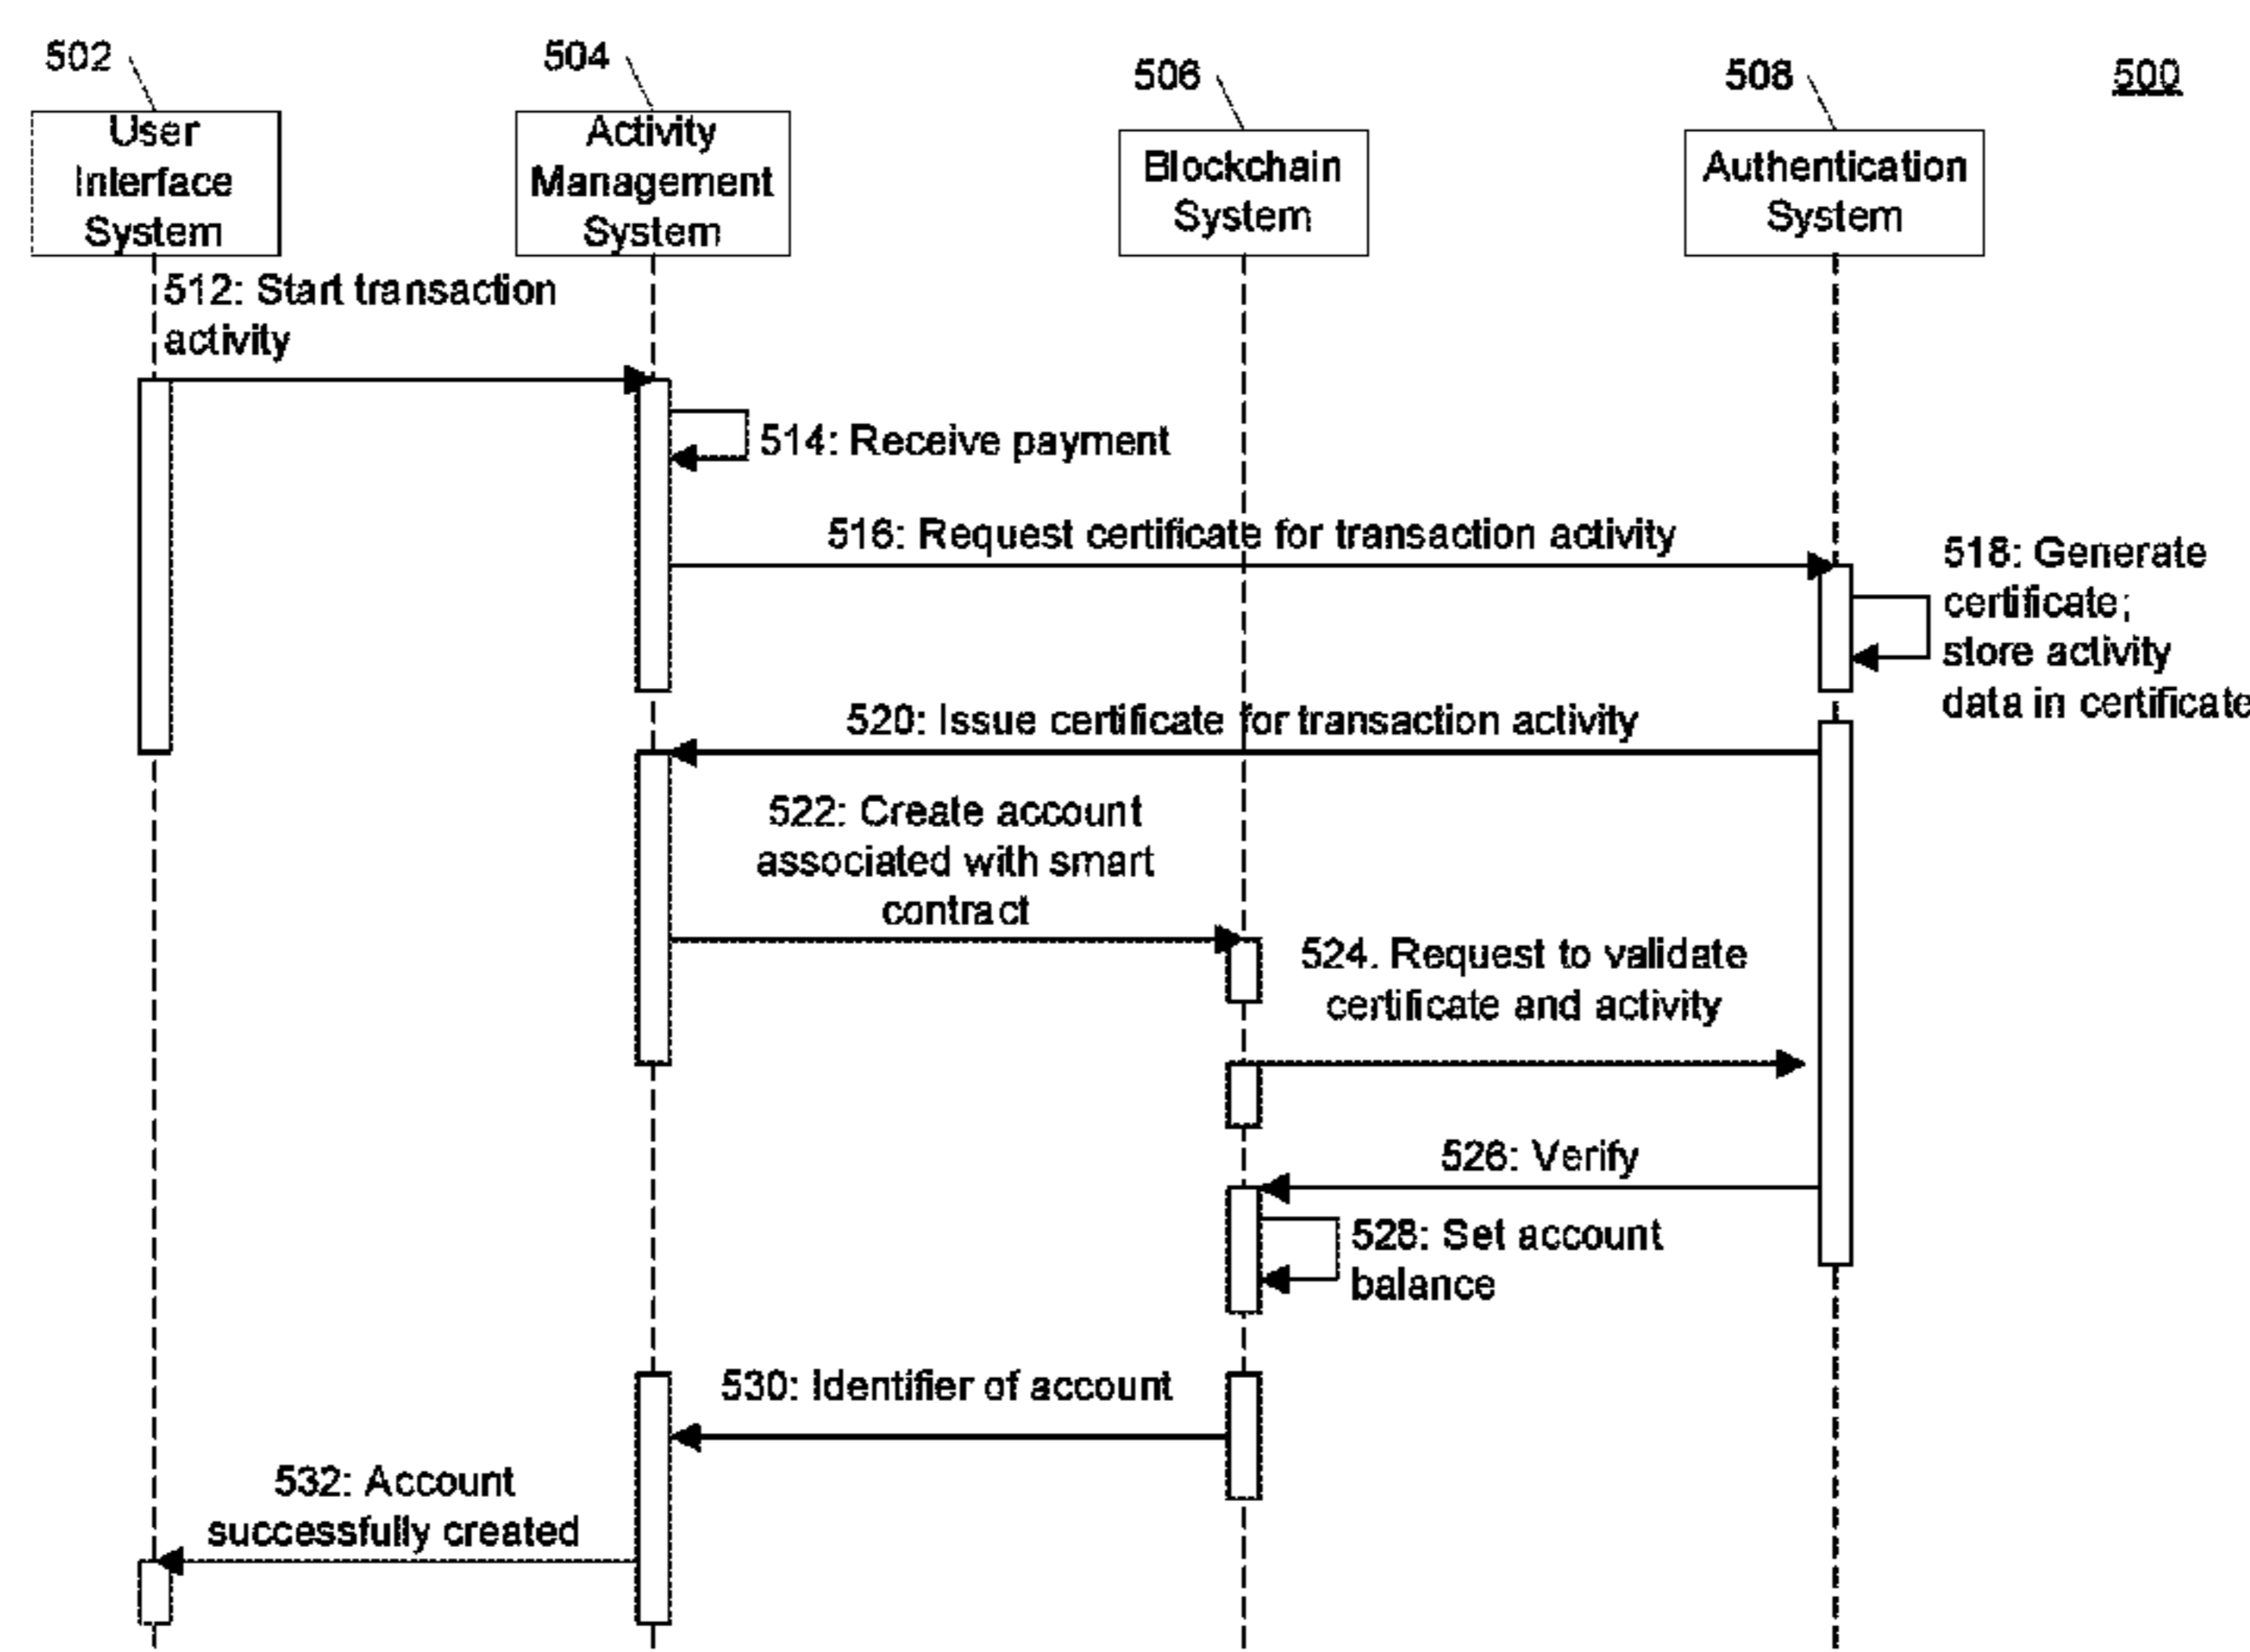 502
504
506
508
500
User
Interface
System
Activity
Management
System
Blockchain
System
Authentication
System
512: Start transaction
activity
514: Receive payment
516: Request certificate for transaction activity
518: Generate
certificate;
store activity
data in certificate
520: Issue certificate for transaction activity
522: Create account
associated with smart
contract
524. Request to validate
certificate and activity
526: Verify
528: Set account
balance
530: Identifier of account
532: Account
successfully created